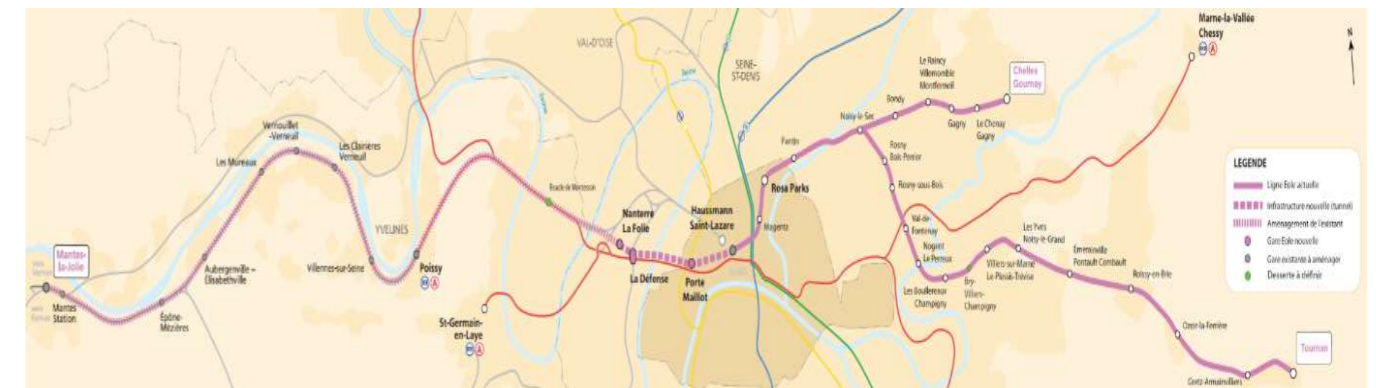 Marne-la-Vallée
Chessy
A
N
VAL-D'OISE
SEINE-
ST-DENIS
Le Raincy
Villemomble
Montfermeil
Chelles
Gournay
Bondy
Noisy-le-Sec
Gagny
Le Chenay
Gagny
Pantin
Vernouillet
-Verneuil
Les Clairières
Verneuil
Les Mureaux
Rosny
Bois-Perrier
LEGENDE
Ligne Eole actuelle
Infrastructure nouvelle (tunnel)
Aménagement de l'existant
Gare Eole nouvelle
Gare existante à aménager
Desserte à définir
Rosa Parks
Rosny-sous-Bois
Nanterre
La Folie
Haussmann
Saint-Lazare
Magenta
YVELINES
Val-de-
Fontenay
Nogent
Le Perreux
Les Yvris
Noisy-le-Grand
Mantes-
la-Jolie
Aubergenville –
Elisabethville
Villennes-sur-Seine
Poissy
A
La Défense
Porte
Maillot
Villiers-sur-Marne
Le Plessis-Trévise
Émerainville
Pontault Combault
Roissy-en-Brie
Les Boullereaux
Champigny
Bry-
Villiers-
Champigny
Mantes
Station
Épône-
Mézières
St-Germain-
en-Laye
A
Ozoir-la-Ferrière
Tournan
Gretz-Armainvilliers